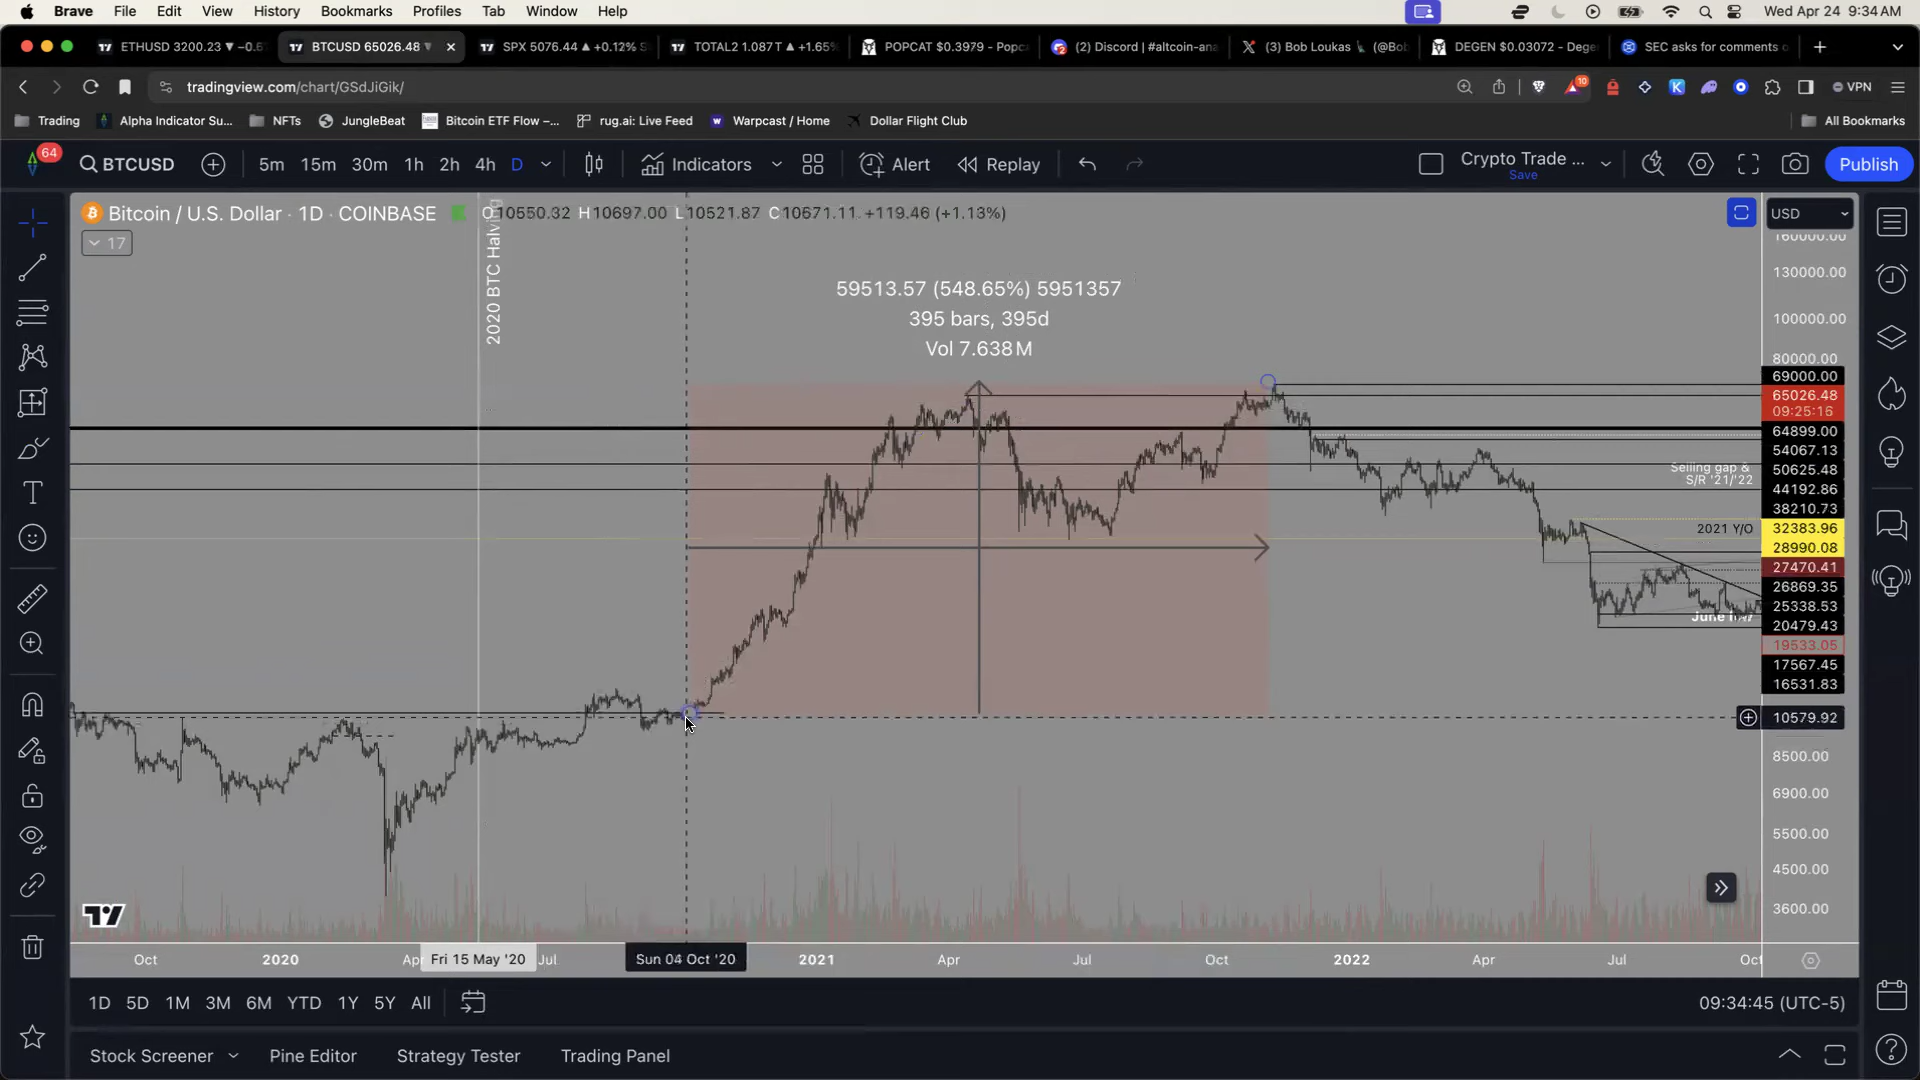 Brave File Edit View History Bookmarks Profiles Tab Window Help Wed Apr 24 9:34 AM
ETHUSD 3200.23 ▼ −0.6 BTCUSD 65026.48 ▼ SPX 5076.44 ▲ +0.12% S TOTAL2 1.087T ▲ +1.65% POPCAT $0.3979 - Popc (2) Discord | #altcoin-ana (3) Bob Loukas (@Bob DEGEN $0.03072 - Dege SEC asks for comments o
tradingview.com/chart/GSdJiGik/ 10 VPN
Trading Alpha Indicator Su... NFTs JungleBeat Bitcoin ETF Flow –... rug.ai: Live Feed Warpcast / Home Dollar Flight Club All Bookmarks
64 BTCUSD 5m 15m 30m 1h 2h 4h D Indicators Alert Replay Crypto Trade ... Publish
Save
Bitcoin / U.S. Dollar · 1D · COINBASE O10550.32 H10697.00 L10521.87 C10671.11 +119.46 (+1.13%) USD
17
2020 BTC Halving
59513.57 (548.65%) 5951357
395 bars, 395d
Vol 7.638M
160000.00
130000.00
100000.00
80000.00
69000.00
65026.48
09:25:16
64899.00
54067.13
50625.48
44192.86
38210.73
32383.96
28990.08
27470.41
26869.35
25338.53
20479.43
19533.05
17567.45
16531.83
10579.92
8500.00
6900.00
5500.00
4500.00
3600.00
Selling gap &
S/R '21/'22
2021 Y/O
June low
Oct 2020 Apr Fri 15 May '20 Jul Sun 04 Oct '20 2021 Apr Jul Oct 2022 Apr Jul Oct
1D 5D 1M 3M 6M YTD 1Y 5Y All 09:34:45 (UTC-5)
Stock Screener Pine Editor Strategy Tester Trading Panel